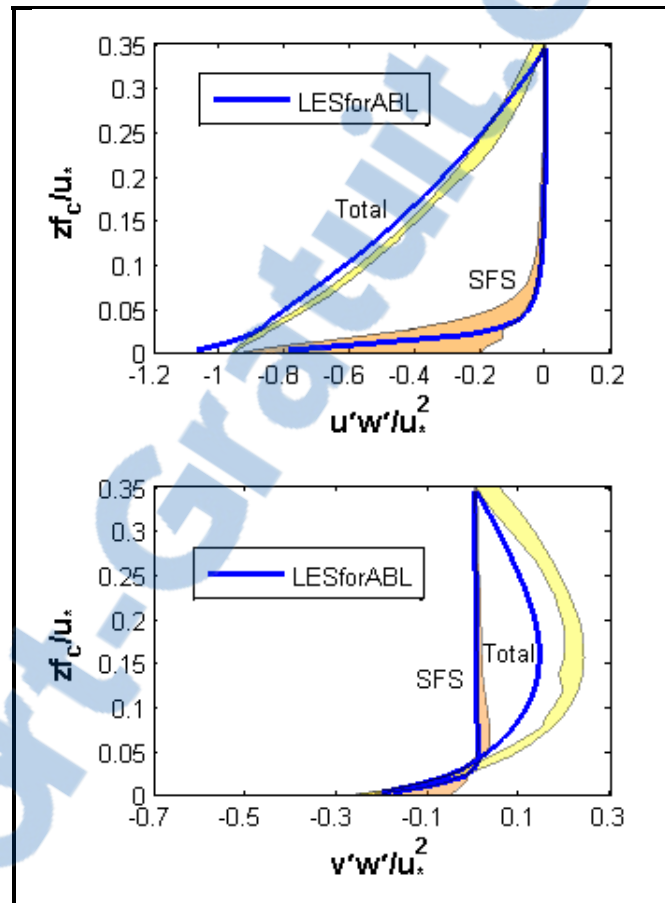 0.35
0.3
0.25
0.2
0.15
0.1
0.05
0
zf_c/u_*
LESforABL
Total
SFS
-1.2 -1 -0.8 -0.6 -0.4 -0.2 0 0.2
u'w'/u_*^2
0.35
0.3
0.25
0.2
0.15
0.1
0.05
0
zf_c/u_*
LESforABL
SFS
Total
-0.7 -0.5 -0.3 -0.1 0.1 0.3
v'w'/u_*^2
rt-Gratuit.c